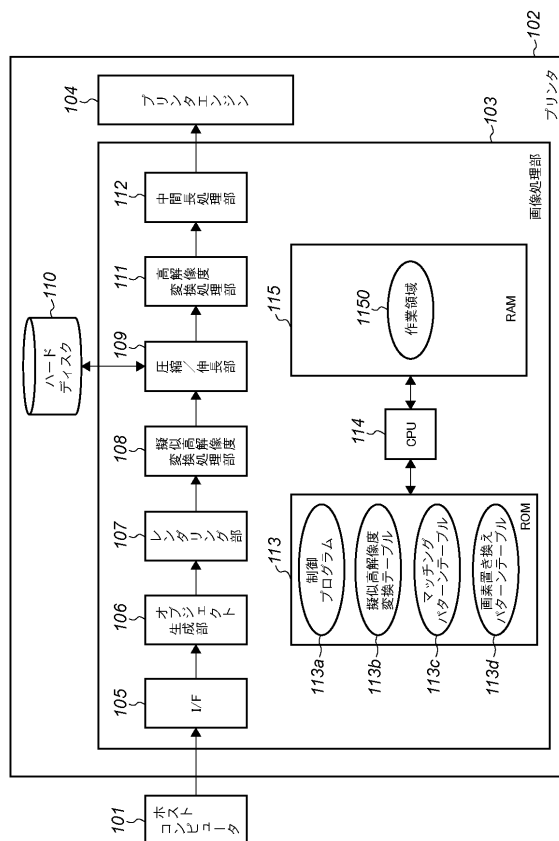 101
ホスト
コンピュータ
102
プリンタ
103
画像処理部
104
プリンタエンジン
105
I/F
106
オブジェクト
生成部
107
レンダリング部
108
擬似高解像度
変換処理部
109
圧縮／伸長部
110
ハード
ディスク
111
高解像度
変換処理部
112
中間長処理部
113
ROM
113a
制御
プログラム
113b
擬似高解像度
変換テーブル
113c
マッチング
パターンテーブル
113d
画素置き換え
パターンテーブル
114
CPU
115
RAM
1150
作業領域